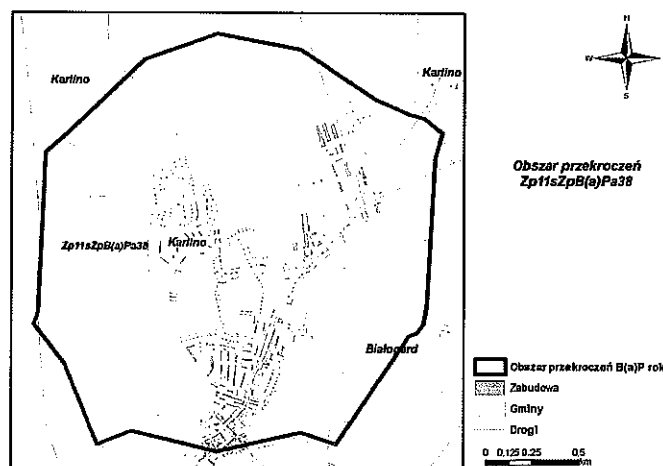 Karlino
Karlino
Zp11sZpB(a)Pa38
Karlino
Białogard
N
W
E
S
Obszar przekroczeń
Zp11sZpB(a)Pa38
Obszar przekroczeń B(a)P rok
Zabudowa
Gminy
Drogi
0 0,125 0,25 0,5
km